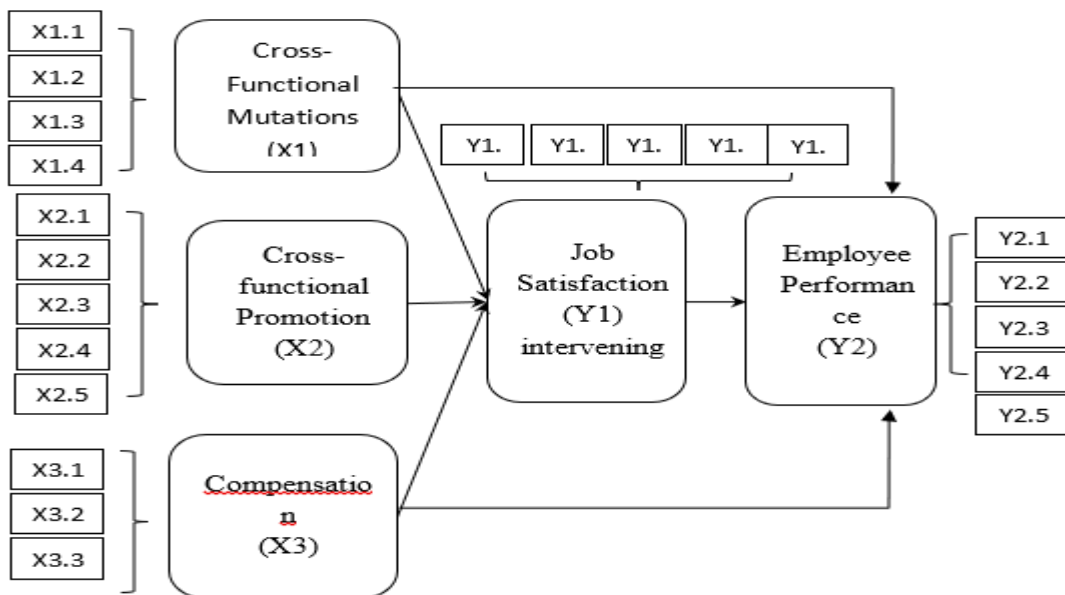 X1.1
X1.2
X1.3
X1.4
Cross-
Functional
Mutations
(X1)
Y1.
Y1.
Y1.
Y1.
Y1.
X2.1
X2.2
X2.3
X2.4
X2.5
Cross-
functional
Promotion
(X2)
Job
Satisfaction
(Y1)
intervening
Employee
Performan
ce
(Y2)
Y2.1
Y2.2
Y2.3
Y2.4
Y2.5
X3.1
X3.2
X3.3
Compensatio
n
(X3)